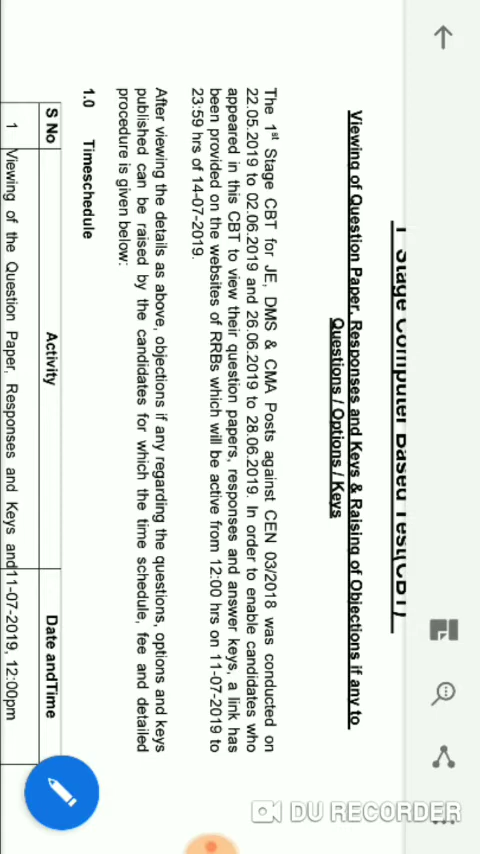 1st Stage Computer Based Test(CBT)
Viewing of Question Paper, Responses and Keys & Raising of Objections if any to
Questions / Options / Keys
The 1st Stage CBT for JE, DMS & CMA Posts against CEN 03/2018 was conducted on
22.05.2019 to 02.06.2019 and 26.06.2019 to 28.06.2019. In order to enable candidates who
appeared in this CBT to view their question papers, responses and answer keys, a link has
been provided on the websites of RRBs which will be active from 12:00 hrs on 11-07-2019 to
23:59 hrs of 14-07-2019.
After viewing the details as above, objections if any regarding the questions, options and keys
published can be raised by the candidates for which the time schedule, fee and detailed
procedure is given below:
1.0 Timeschedule
S No Activity Date andTime
1 Viewing of the Question Paper, Responses and Keys and 11-07-2019, 12:00pm
DU RECORDER